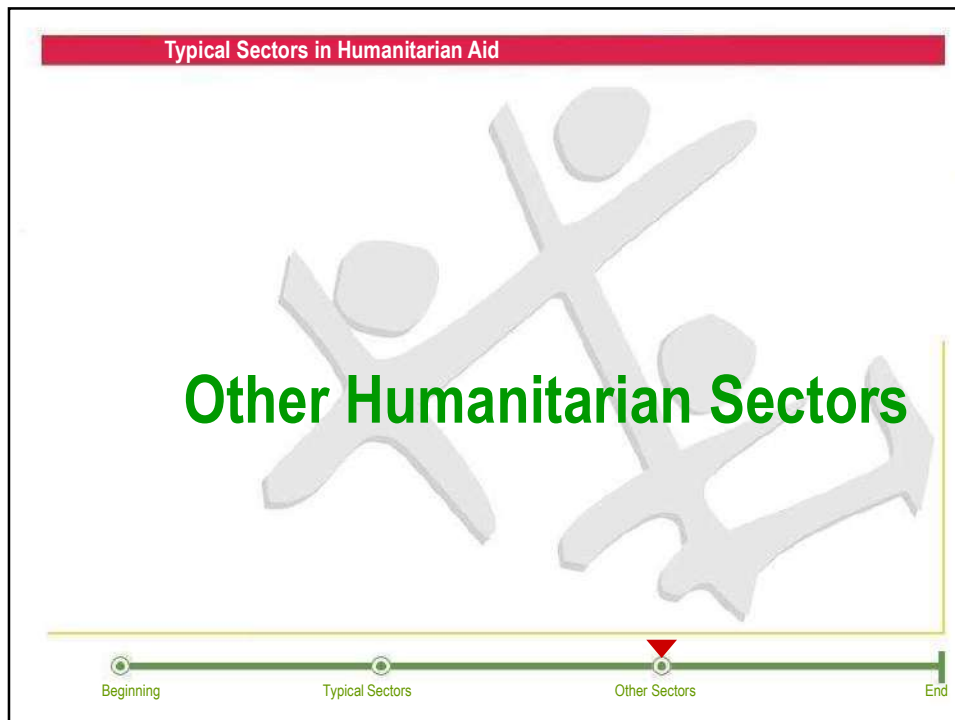 Typical Sectors in Humanitarian Aid
Other Humanitarian Sectors
Beginning
Typical Sectors
Other Sectors
End